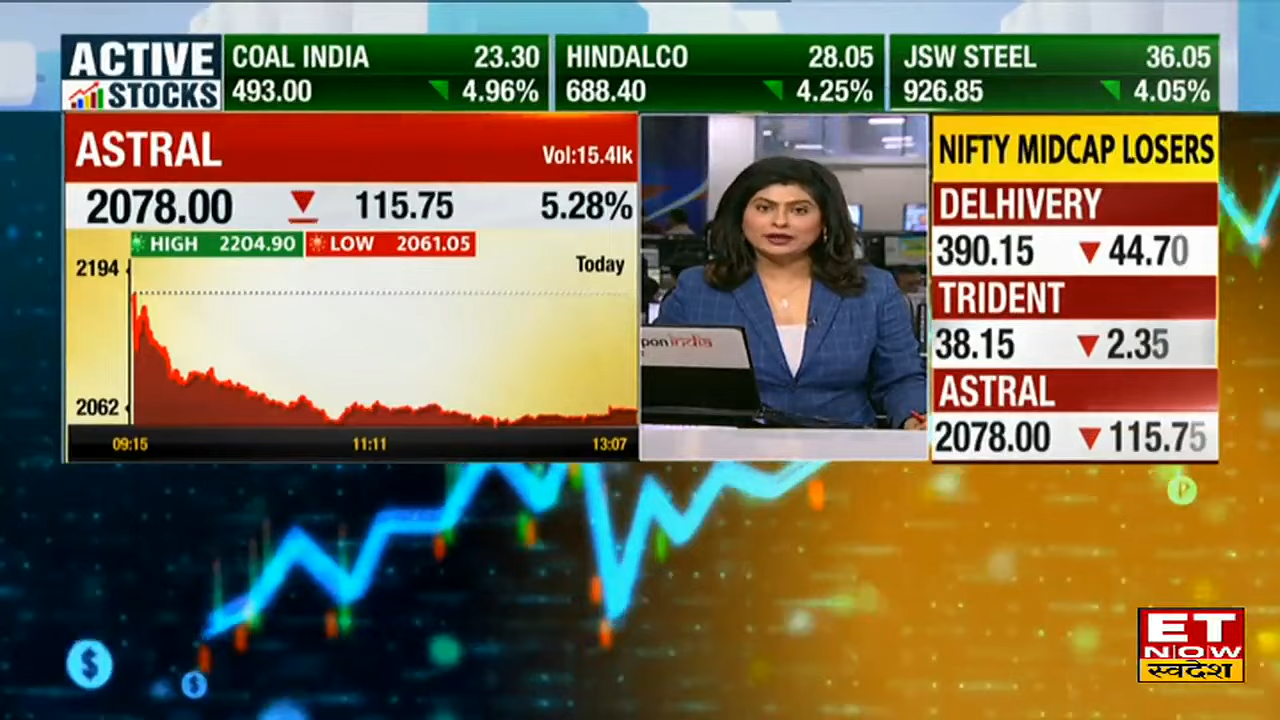 ACTIVE
STOCKS
COAL INDIA 23.30
493.00 4.96%
HINDALCO 28.05
688.40 4.25%
JSW STEEL 36.05
926.85 4.05%
ASTRAL Vol:15.4lk
2078.00 115.75 5.28%
HIGH 2204.90 LOW 2061.05
Today
2194
2062
09:15 11:11 13:07
ponindia
NIFTY MIDCAP LOSERS
DELHIVERY
390.15 44.70
TRIDENT
38.15 2.35
ASTRAL
2078.00 115.75
$
$
P
ET
NOW
स्वदेश